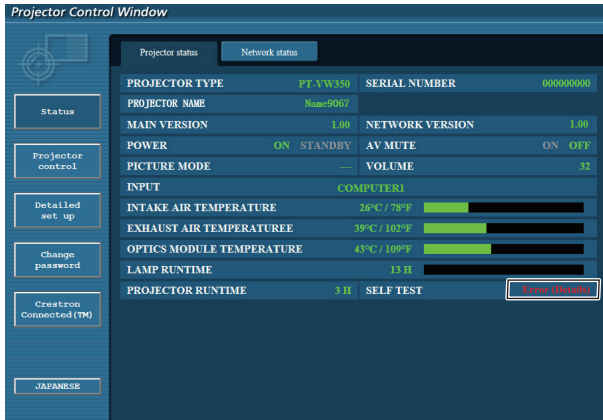 Projector Control Window
Projector status
Network status
PROJECTOR TYPE PT-VW350 SERIAL NUMBER 000000000
PROJECTOR NAME Name9067
MAIN VERSION 1.00 NETWORK VERSION 1.00
POWER ON STANDBY AV MUTE ON OFF
PICTURE MODE --- VOLUME 32
INPUT COMPUTER1
INTAKE AIR TEMPERATURE 26°C / 78°F
EXHAUST AIR TEMPERATUREE 39°C / 102°F
OPTICS MODULE TEMPERATURE 43°C / 109°F
LAMP RUNTIME 13 H
PROJECTOR RUNTIME 3 H SELF TEST Error (Details)
Status
Projector
control
Detailed
set up
Change
password
Crestron
Connected(TM)
JAPANESE